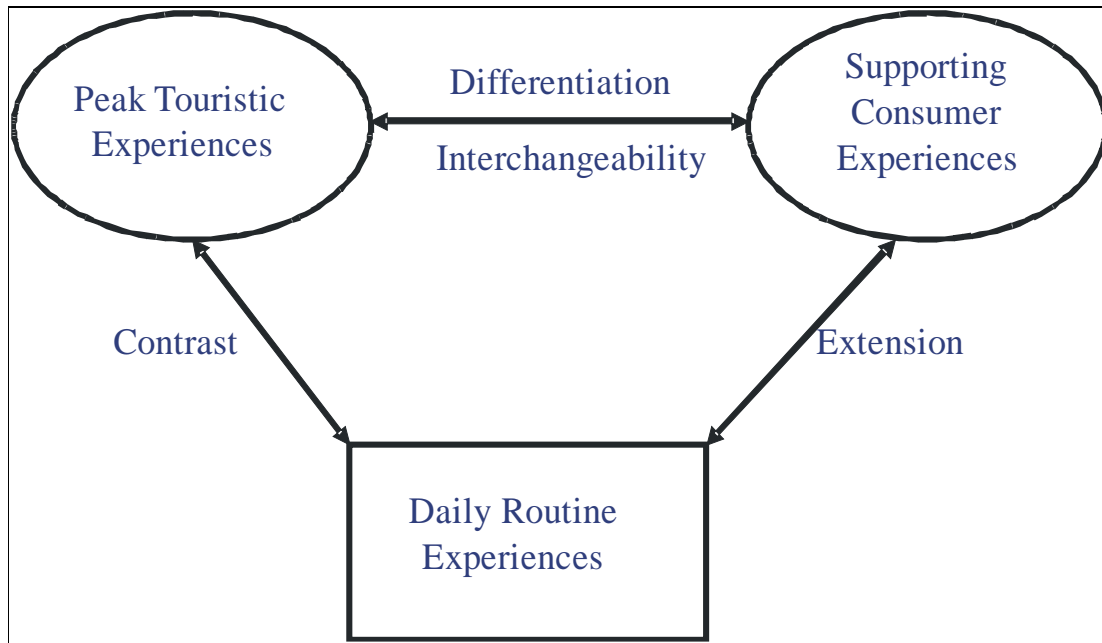 Peak Touristic
Experiences
Differentiation
Interchangeability
Supporting
Consumer
Experiences
Contrast
Extension
Daily Routine
Experiences